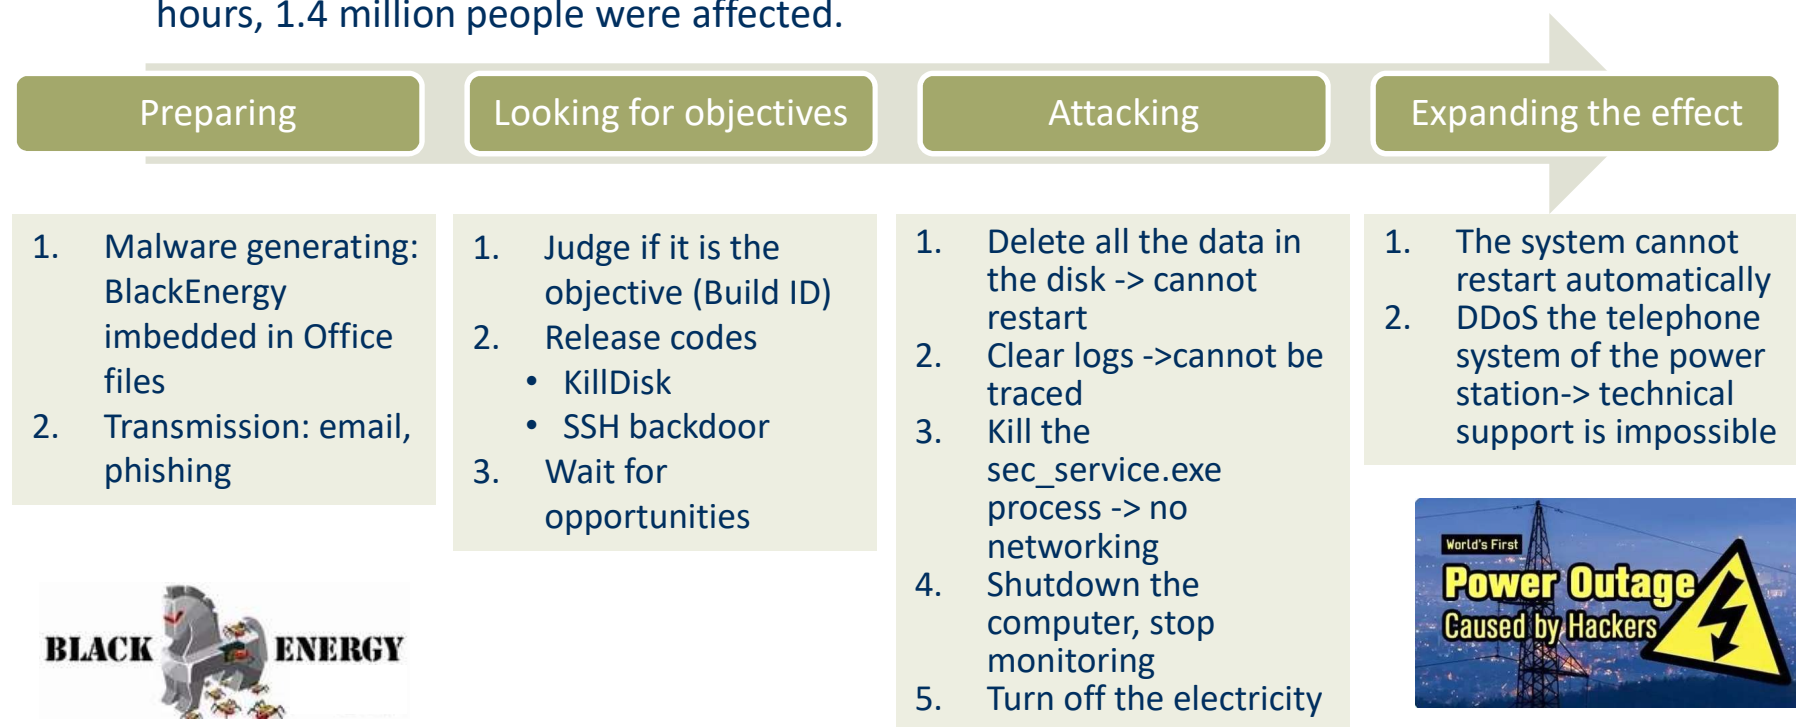 hours, 1.4 million people were affected.
Preparing
Looking for objectives
Attacking
Expanding the effect
1. Malware generating:
BlackEnergy
imbedded in Office
files
2. Transmission: email,
phishing
1. Judge if it is the
objective (Build ID)
2. Release codes
• KillDisk
• SSH backdoor
3. Wait for
opportunities
1. Delete all the data in
the disk -> cannot
restart
2. Clear logs ->cannot be
traced
3. Kill the
sec_service.exe
process -> no
networking
4. Shutdown the
computer, stop
monitoring
5. Turn off the electricity
1. The system cannot
restart automatically
2. DDoS the telephone
system of the power
station-> technical
support is impossible
BLACK ENERGY
World's First
Power Outage
Caused by Hackers